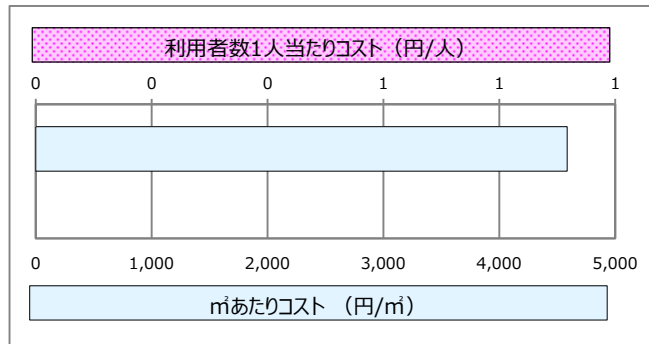 利用者数1人当たりコスト（円/人）
0 0 0 1 1 1
0 1,000 2,000 3,000 4,000 5,000
㎡あたりコスト （円/㎡）